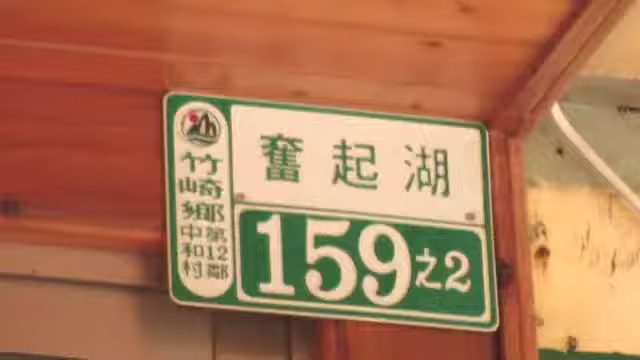 竹崎鄉
中和村
第12鄰
奮起湖
159之2